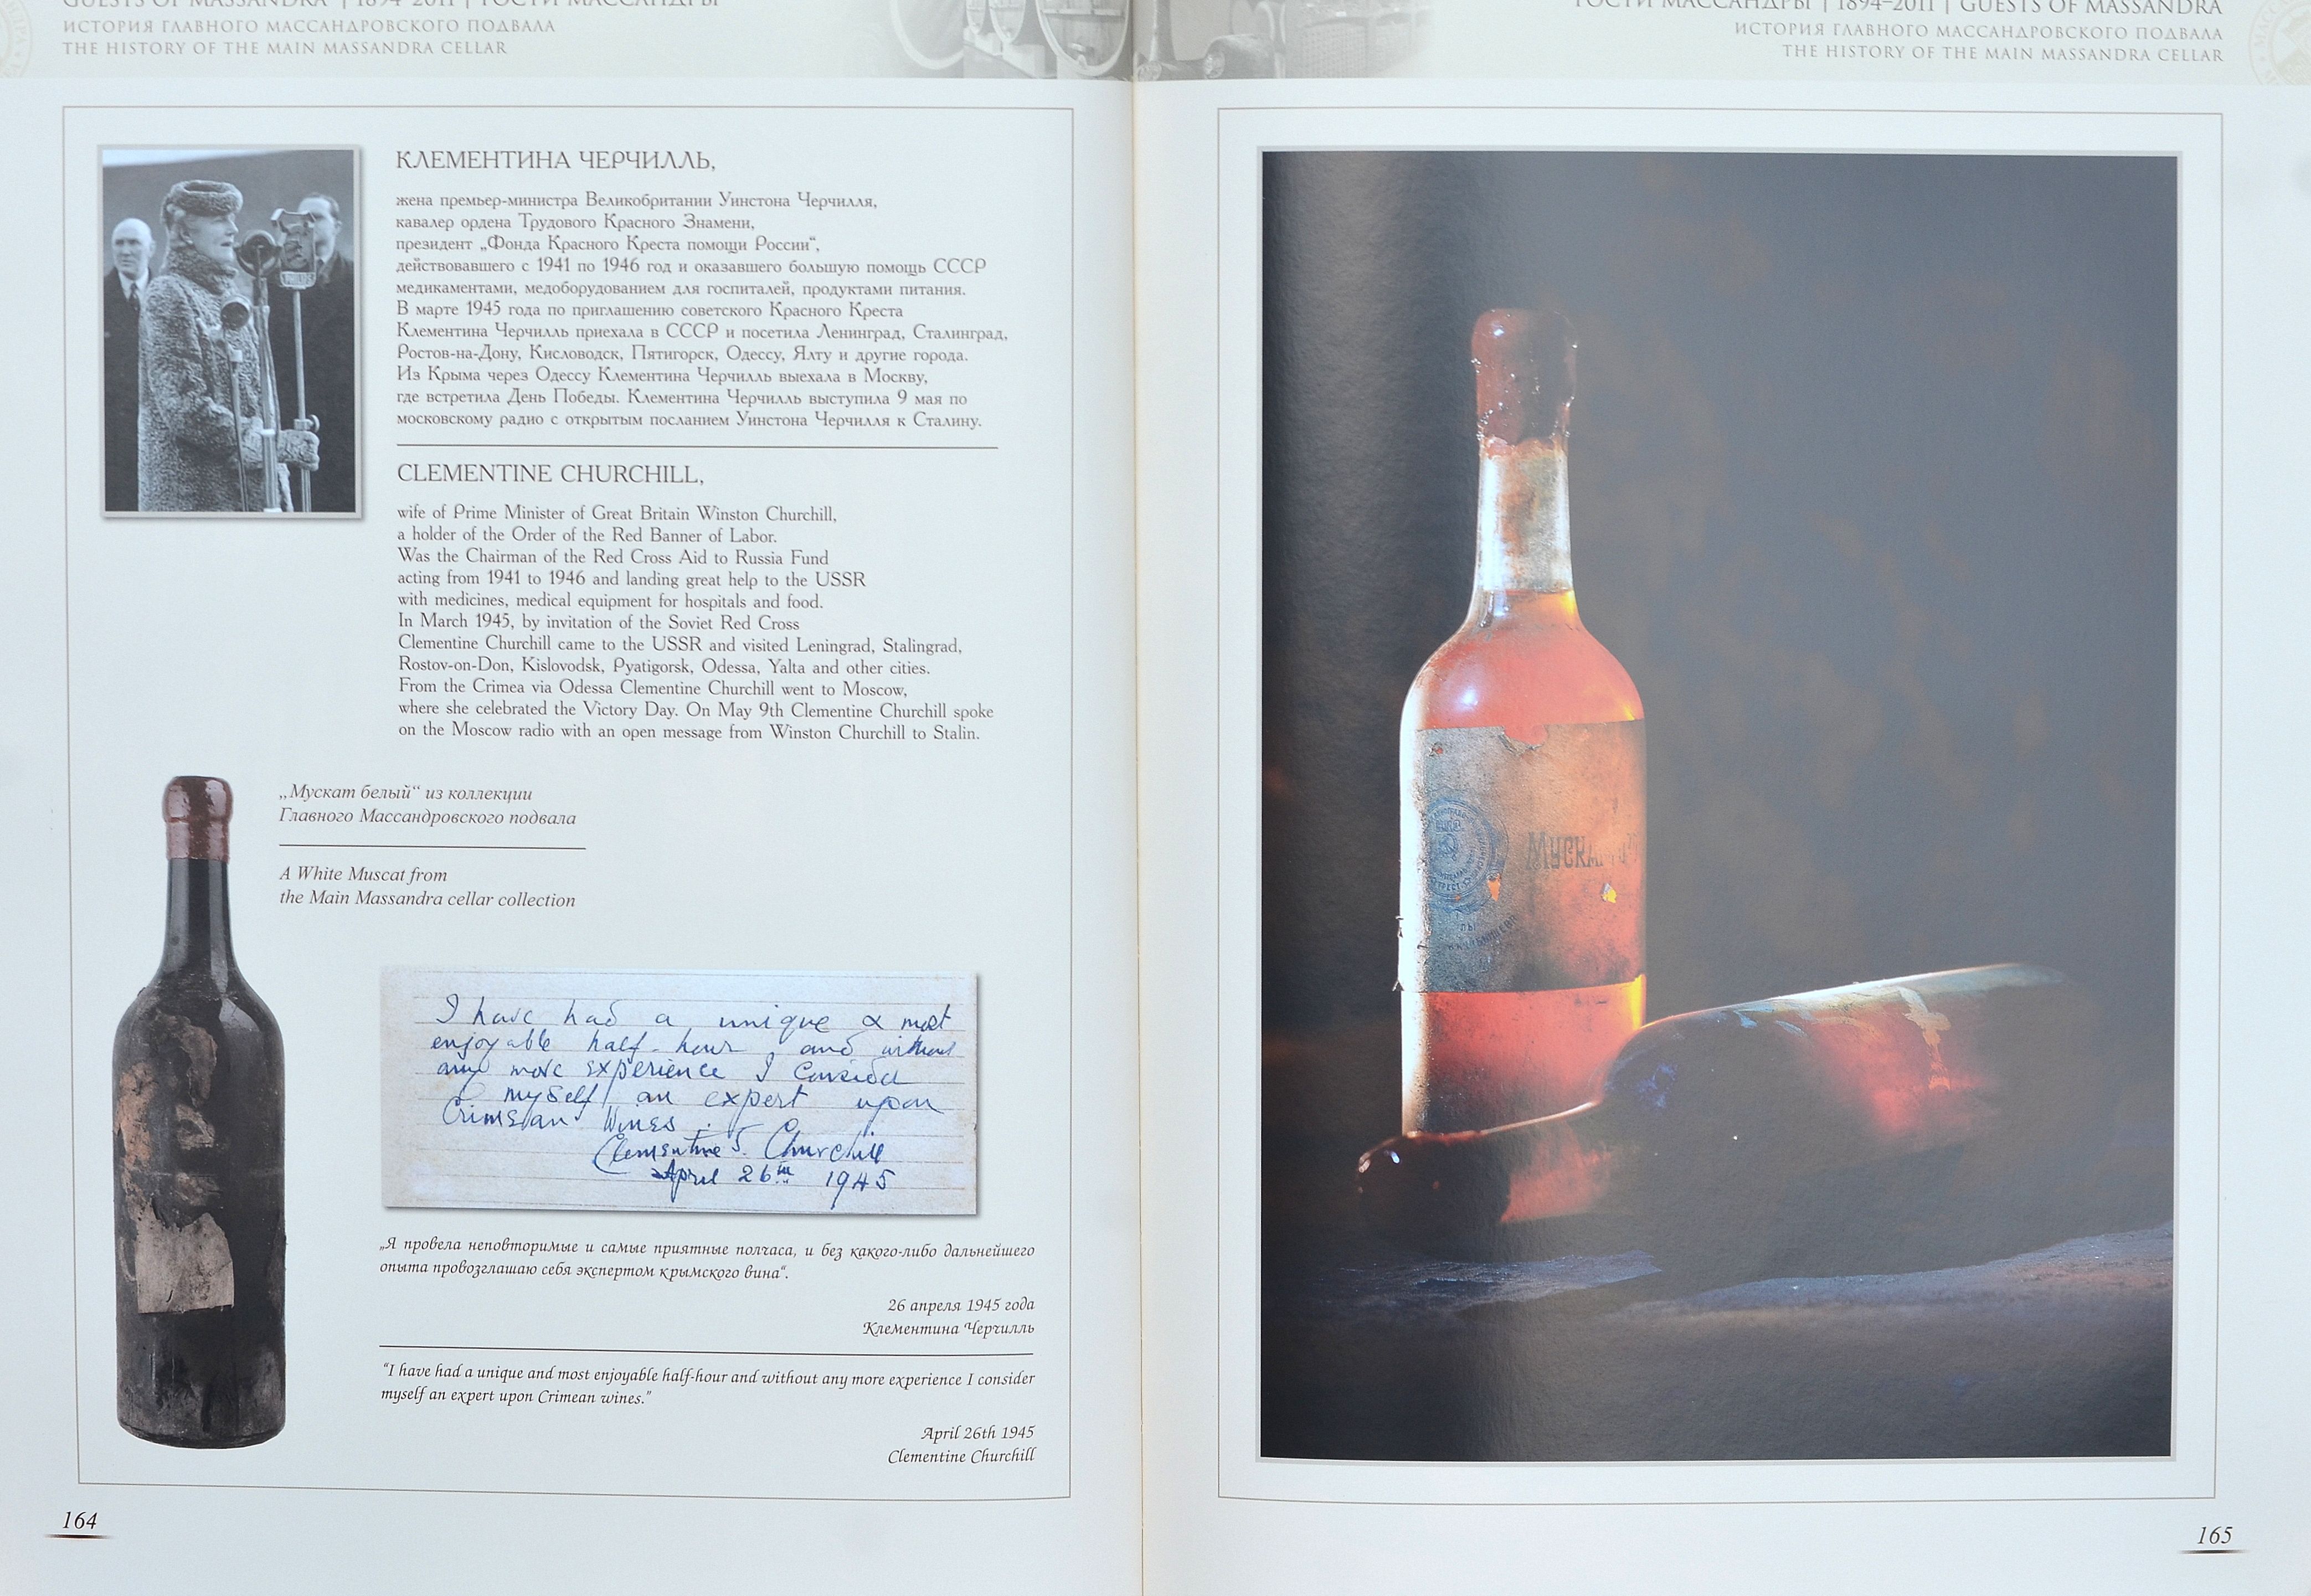 GUESTS OF MASSANDRA | 1894–2011 | ГОСТИ МАССАНДРЫ
ИСТОРИЯ ГЛАВНОГО МАССАНДРОВСКОГО ПОДВАЛА
THE HISTORY OF THE MAIN MASSANDRA CELLAR
КЛЕМЕНТИНА ЧЕРЧИЛЛЬ,
жена премьер-министра Великобритании Уинстона Черчилля,
кавалер ордена Трудового Красного Знамени,
президент „Фонда Красного Креста помощи России“,
действовавшего с 1941 по 1946 год и оказавшего большую помощь СССР
медикаментами, медоборудованием для госпиталей, продуктами питания.
В марте 1945 года по приглашению советского Красного Креста
Клементина Черчилль приехала в СССР и посетила Ленинград, Сталинград,
Ростов-на-Дону, Кисловодск, Пятигорск, Одессу, Ялту и другие города.
Из Крыма через Одессу Клементина Черчилль выехала в Москву,
где встретила День Победы. Клементина Черчилль выступила 9 мая по
московскому радио с открытым посланием Уинстона Черчилля к Сталину.
CLEMENTINE CHURCHILL,
wife of Prime Minister of Great Britain Winston Churchill,
a holder of the Order of the Red Banner of Labor.
Was the Chairman of the Red Cross Aid to Russia Fund
acting from 1941 to 1946 and landing great help to the USSR
with medicines, medical equipment for hospitals and food.
In March 1945, by invitation of the Soviet Red Cross
Clementine Churchill came to the USSR and visited Leningrad, Stalingrad,
Rostov-on-Don, Kislovodsk, Pyatigorsk, Odessa, Yalta and other cities.
From the Crimea via Odessa Clementine Churchill went to Moscow,
where she celebrated the Victory Day. On May 9th Clementine Churchill spoke
on the Moscow radio with an open message from Winston Churchill to Stalin.
„Мускат белый“ из коллекции
Главного Массандровского подвала
A White Muscat from
the Main Massandra cellar collection
I have had a unique & most
enjoyable half-hour and without
any more experience I consider
myself an expert upon
Crimean Wines.
Clementine S. Churchill
April 26th 1945
„Я провела неповторимые и самые приятные полчаса, и без какого-либо дальнейшего
опыта провозглашаю себя экспертом крымского вина“.
26 апреля 1945 года
Клементина Черчилль
“I have had a unique and most enjoyable half-hour and without any more experience I consider
myself an expert upon Crimean wines.”
April 26th 1945
Clementine Churchill
164
ГОСТИ МАССАНДРЫ | 1894–2011 | GUESTS OF MASSANDRA
ИСТОРИЯ ГЛАВНОГО МАССАНДРОВСКОГО ПОДВАЛА
THE HISTORY OF THE MAIN MASSANDRA CELLAR
165